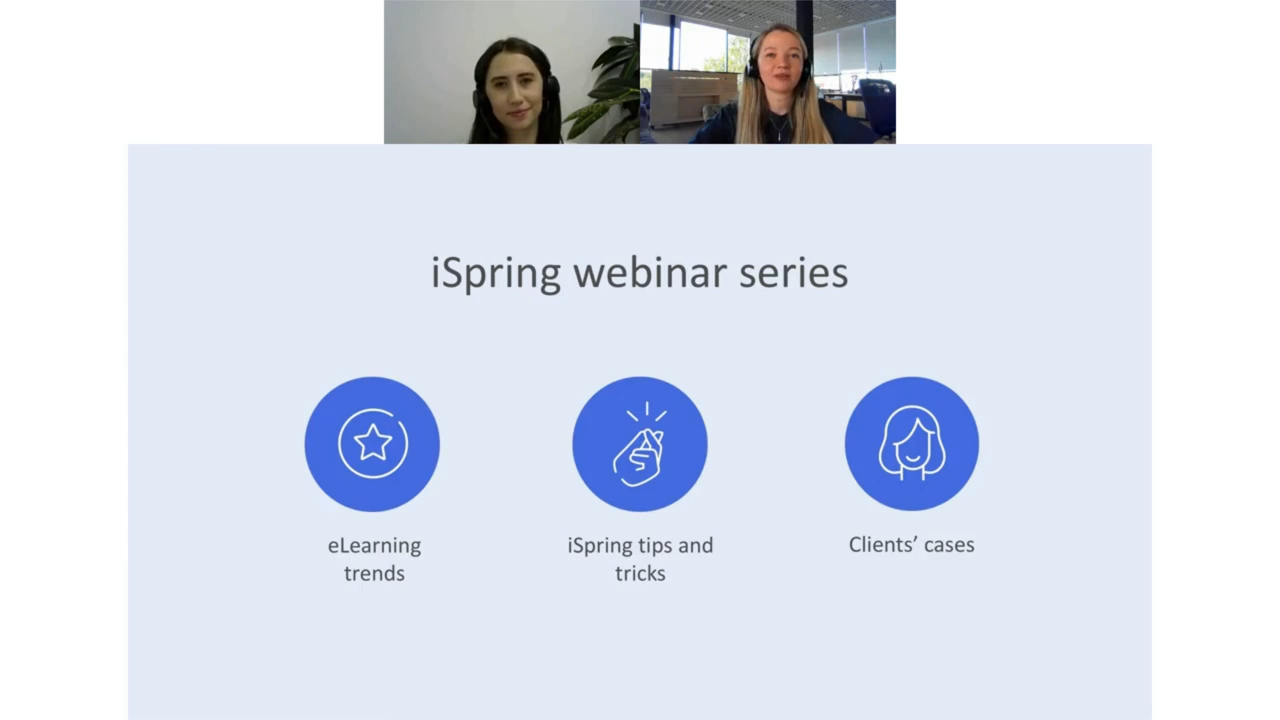 iSpring webinar series
eLearning
trends
iSpring tips and
tricks
Clients’ cases